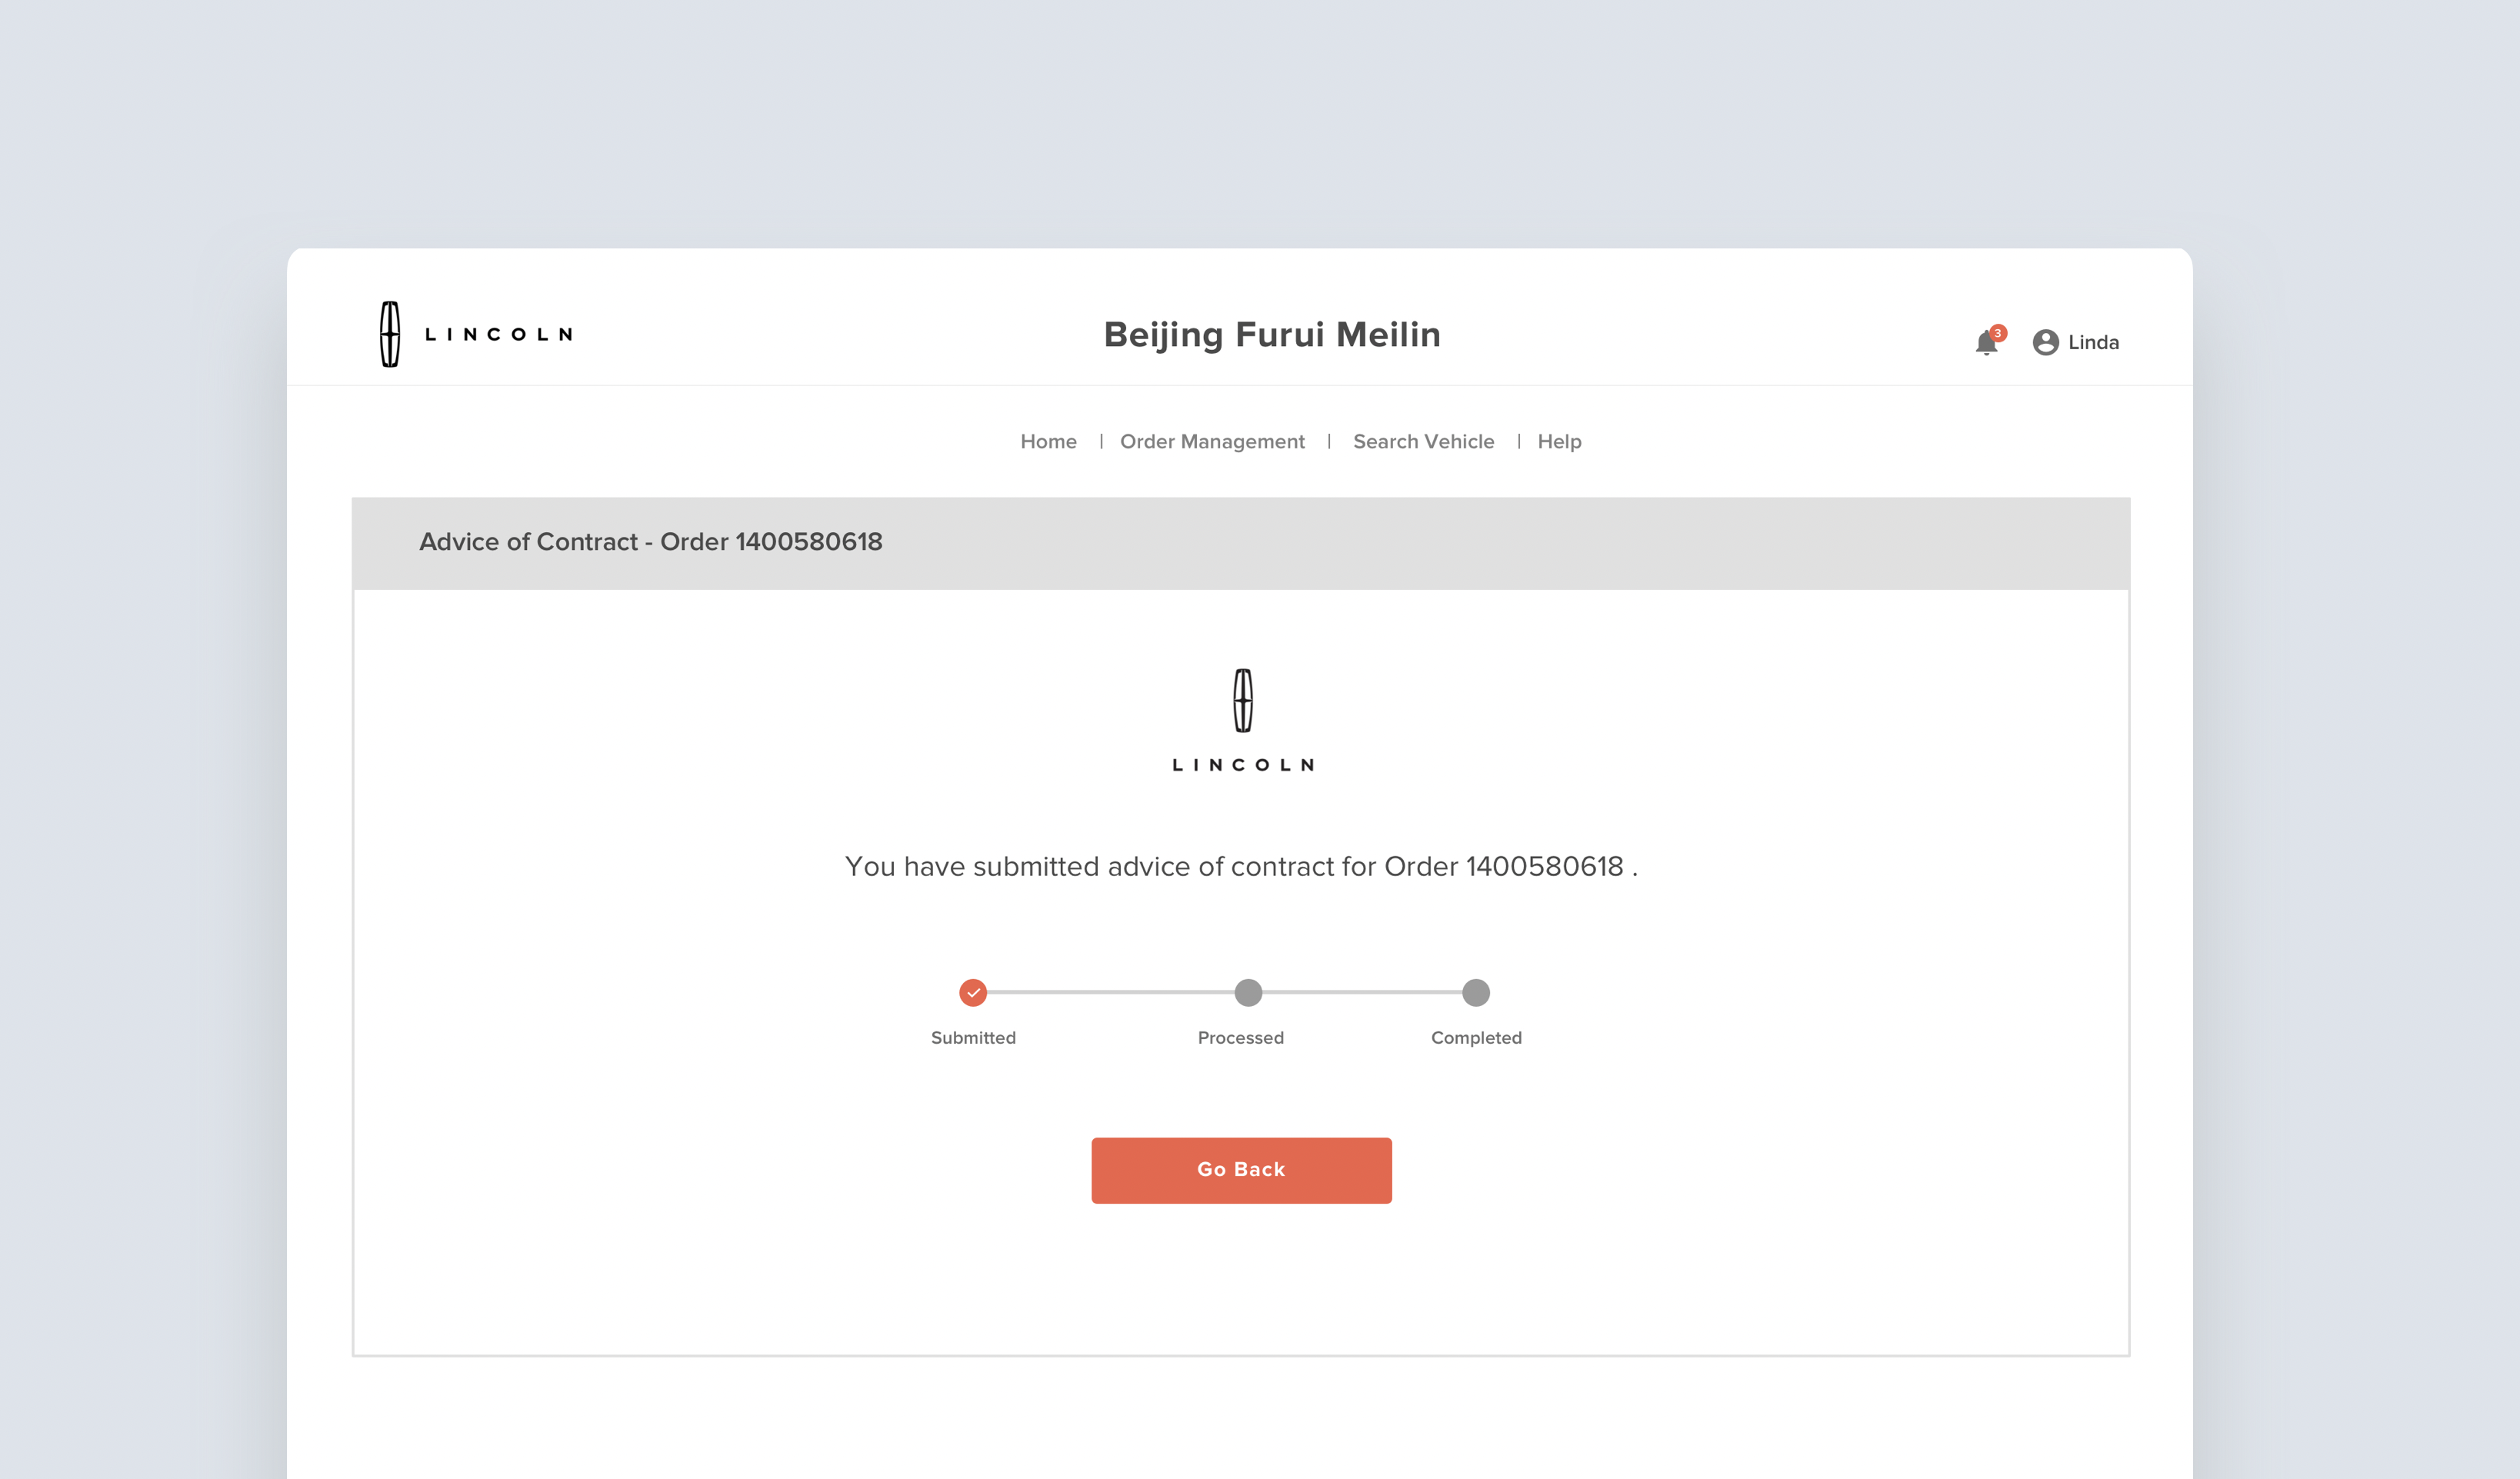 LINCOLN
Beijing Furui Meilin
3
Linda
Home | Order Management | Search Vehicle | Help
Advice of Contract - Order 1400580618
LINCOLN
You have submitted advice of contract for Order 1400580618 .
Submitted Processed Completed
Go Back